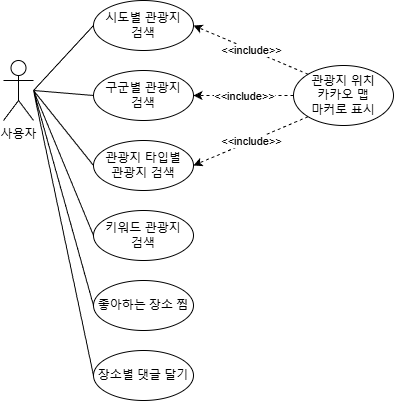 시도별 관광지
검색
<<include>>
구군별 관광지
검색
<<include>>
관광지 위치
카카오 맵
마커로 표시
사용자
<<include>>
관광지 타입별
관광지 검색
키워드 관광지
검색
좋아하는 장소 찜
장소별 댓글 달기